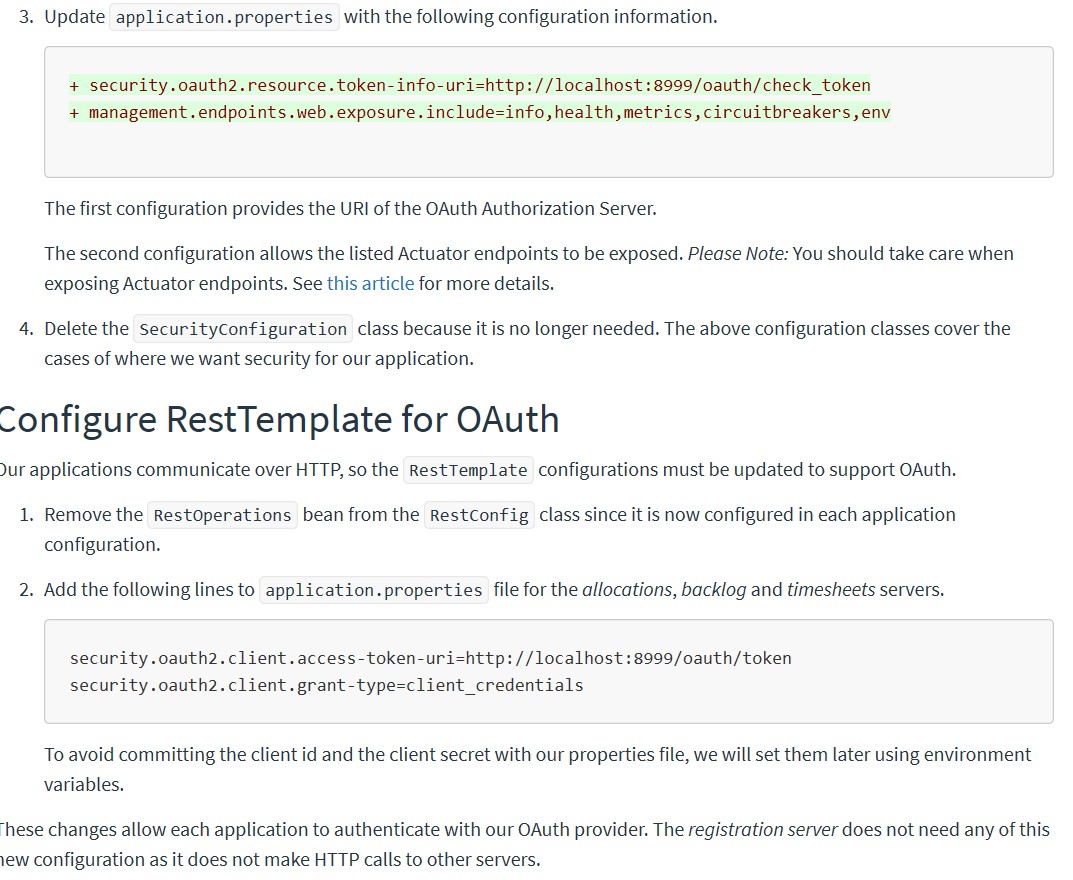 3. Update application.properties with the following configuration information.
+ security.oauth2.resource.token-info-uri=http://localhost:8999/oauth/check_token
+ management.endpoints.web.exposure.include=info,health,metrics,circuitbreakers,env
The first configuration provides the URI of the OAuth Authorization Server.
The second configuration allows the listed Actuator endpoints to be exposed. Please Note: You should take care when
exposing Actuator endpoints. See this article for more details.
4. Delete the SecurityConfiguration class because it is no longer needed. The above configuration classes cover the
cases of where we want security for our application.
Configure RestTemplate for OAuth
Our applications communicate over HTTP, so the RestTemplate configurations must be updated to support OAuth.
1. Remove the RestOperations bean from the RestConfig class since it is now configured in each application
configuration.
2. Add the following lines to application.properties file for the allocations, backlog and timesheets servers.
security.oauth2.client.access-token-uri=http://localhost:8999/oauth/token
security.oauth2.client.grant-type=client_credentials
To avoid committing the client id and the client secret with our properties file, we will set them later using environment
variables.
These changes allow each application to authenticate with our OAuth provider. The registration server does not need any of this
new configuration as it does not make HTTP calls to other servers.